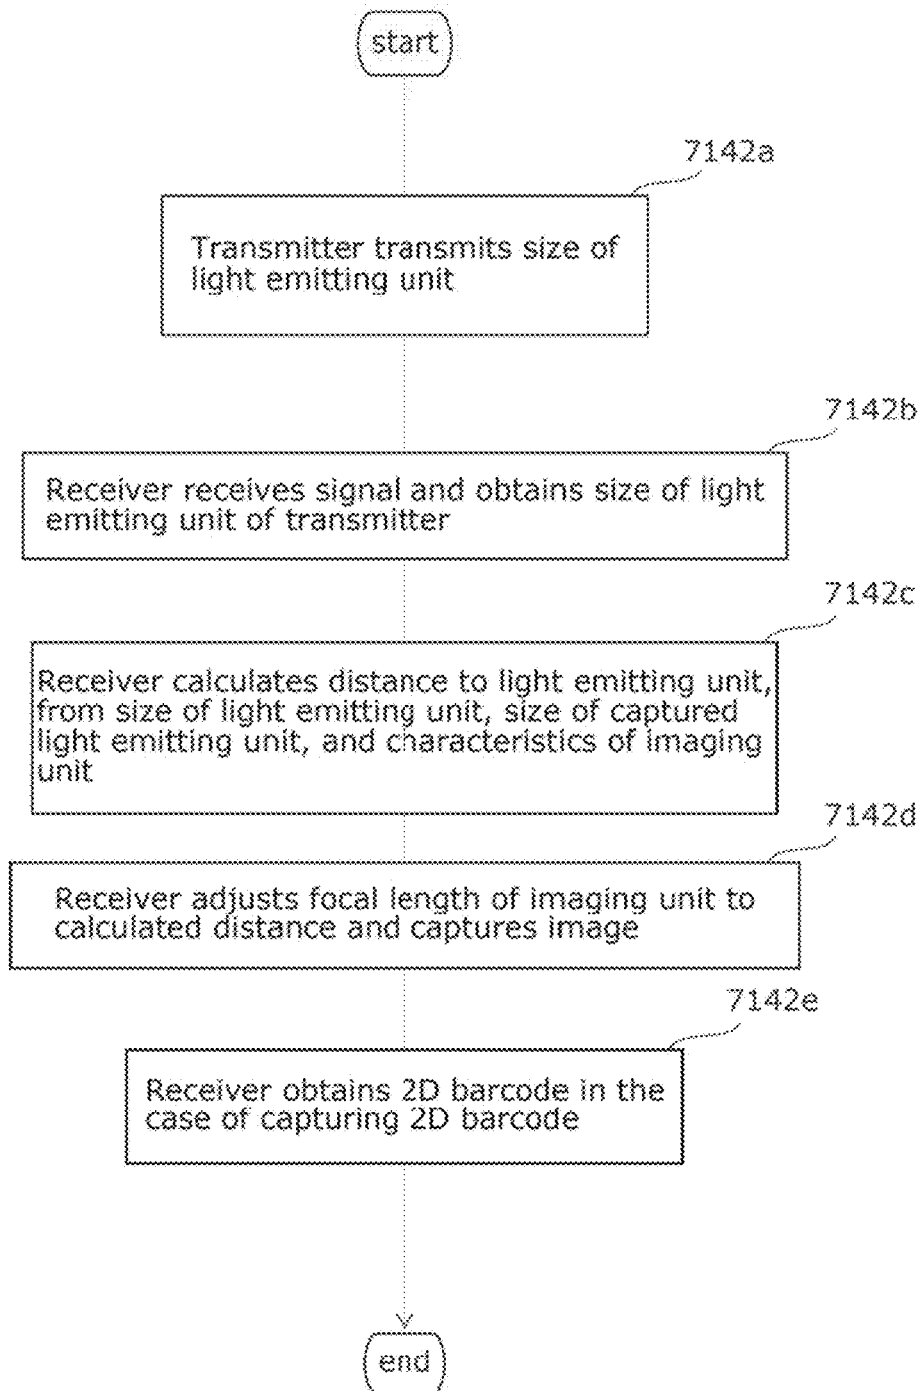 start
7142a
Transmitter transmits size of
light emitting unit
7142b
Receiver receives signal and obtains size of light
emitting unit of transmitter
7142c
Receiver calculates distance to light emitting unit,
from size of light emitting unit, size of captured
light emitting unit, and characteristics of imaging
unit
7142d
Receiver adjusts focal length of imaging unit to
calculated distance and captures image
7142e
Receiver obtains 2D barcode in the
case of capturing 2D barcode
end